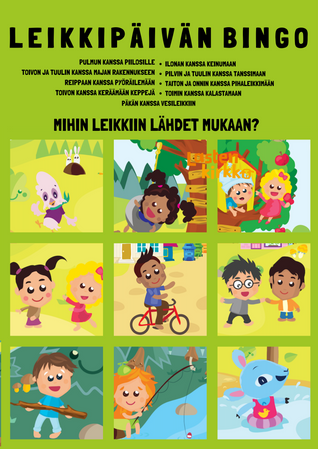 LEIKKIPÄIVÄN BINGO
PULMUN KANSSA PIILOSILLE
TOIVON JA TUULIN KANSSA MAJAN RAKENNUKSEEN
REIPPAAN KANSSA PYÖRÄILEMÄÄN
TOIVON KANSSA KERÄÄMÄÄN KEPPEJÄ
• ILONAN KANSSA KEINUMAAN
• PILVIN JA TUULIN KANSSA TANSSIMAAN
• TAITON JA ONNIN KANSSA PIHALEIKKIMÄÄN
• TOIMIN KANSSA KALASTAMAAN
PÄKÄN KANSSA VESILEIKKIIN
MIHIN LEIKKIIN LÄHDET MUKAAN?
Lasten
kirkko